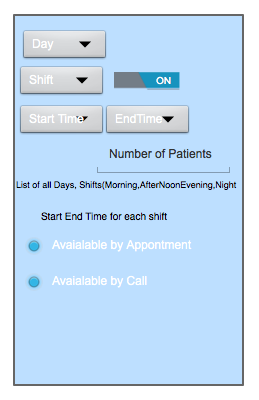 Day
Shift ON
Start Time EndTime
Number of Patients
List of all Days, Shifts(Morning,AfterNoonEvening,Night
Start End Time for each shift
Avaialable by Appontment
Avaialable by Call